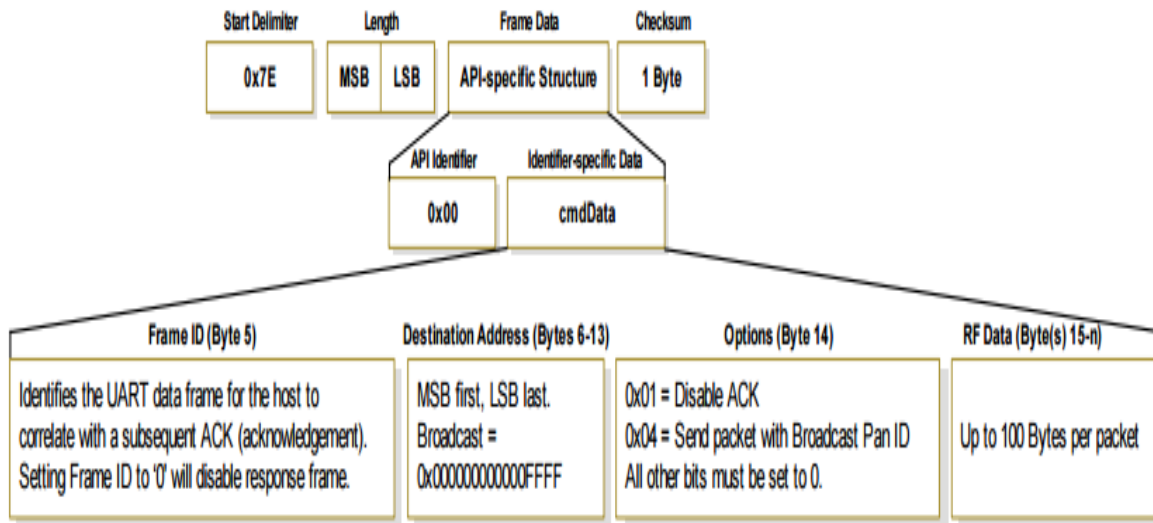 Start Delimiter Length Frame Data Checksum
0x7E MSB LSB API-specific Structure 1 Byte
API Identifier Identifier-specific Data
0x00 cmdData
Frame ID (Byte 5) Destination Address (Bytes 6-13) Options (Byte 14) RF Data (Byte(s) 15-n)
Identifies the UART data frame for the host to
correlate with a subsequent ACK (acknowledgement).
Setting Frame ID to '0' will disable response frame.
MSB first, LSB last.
Broadcast =
0x000000000000FFFF
0x01 = Disable ACK
0x04 = Send packet with Broadcast Pan ID
All other bits must be set to 0.
Up to 100 Bytes per packet